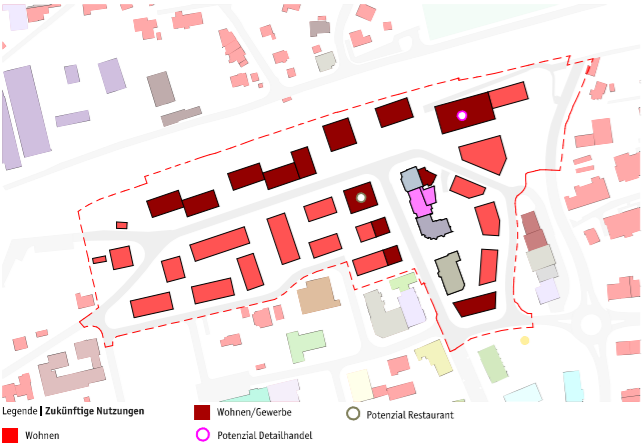 Legende | Zukünftige Nutzungen
Wohnen/Gewerbe
Potenzial Restaurant
Wohnen
Potenzial Detailhandel